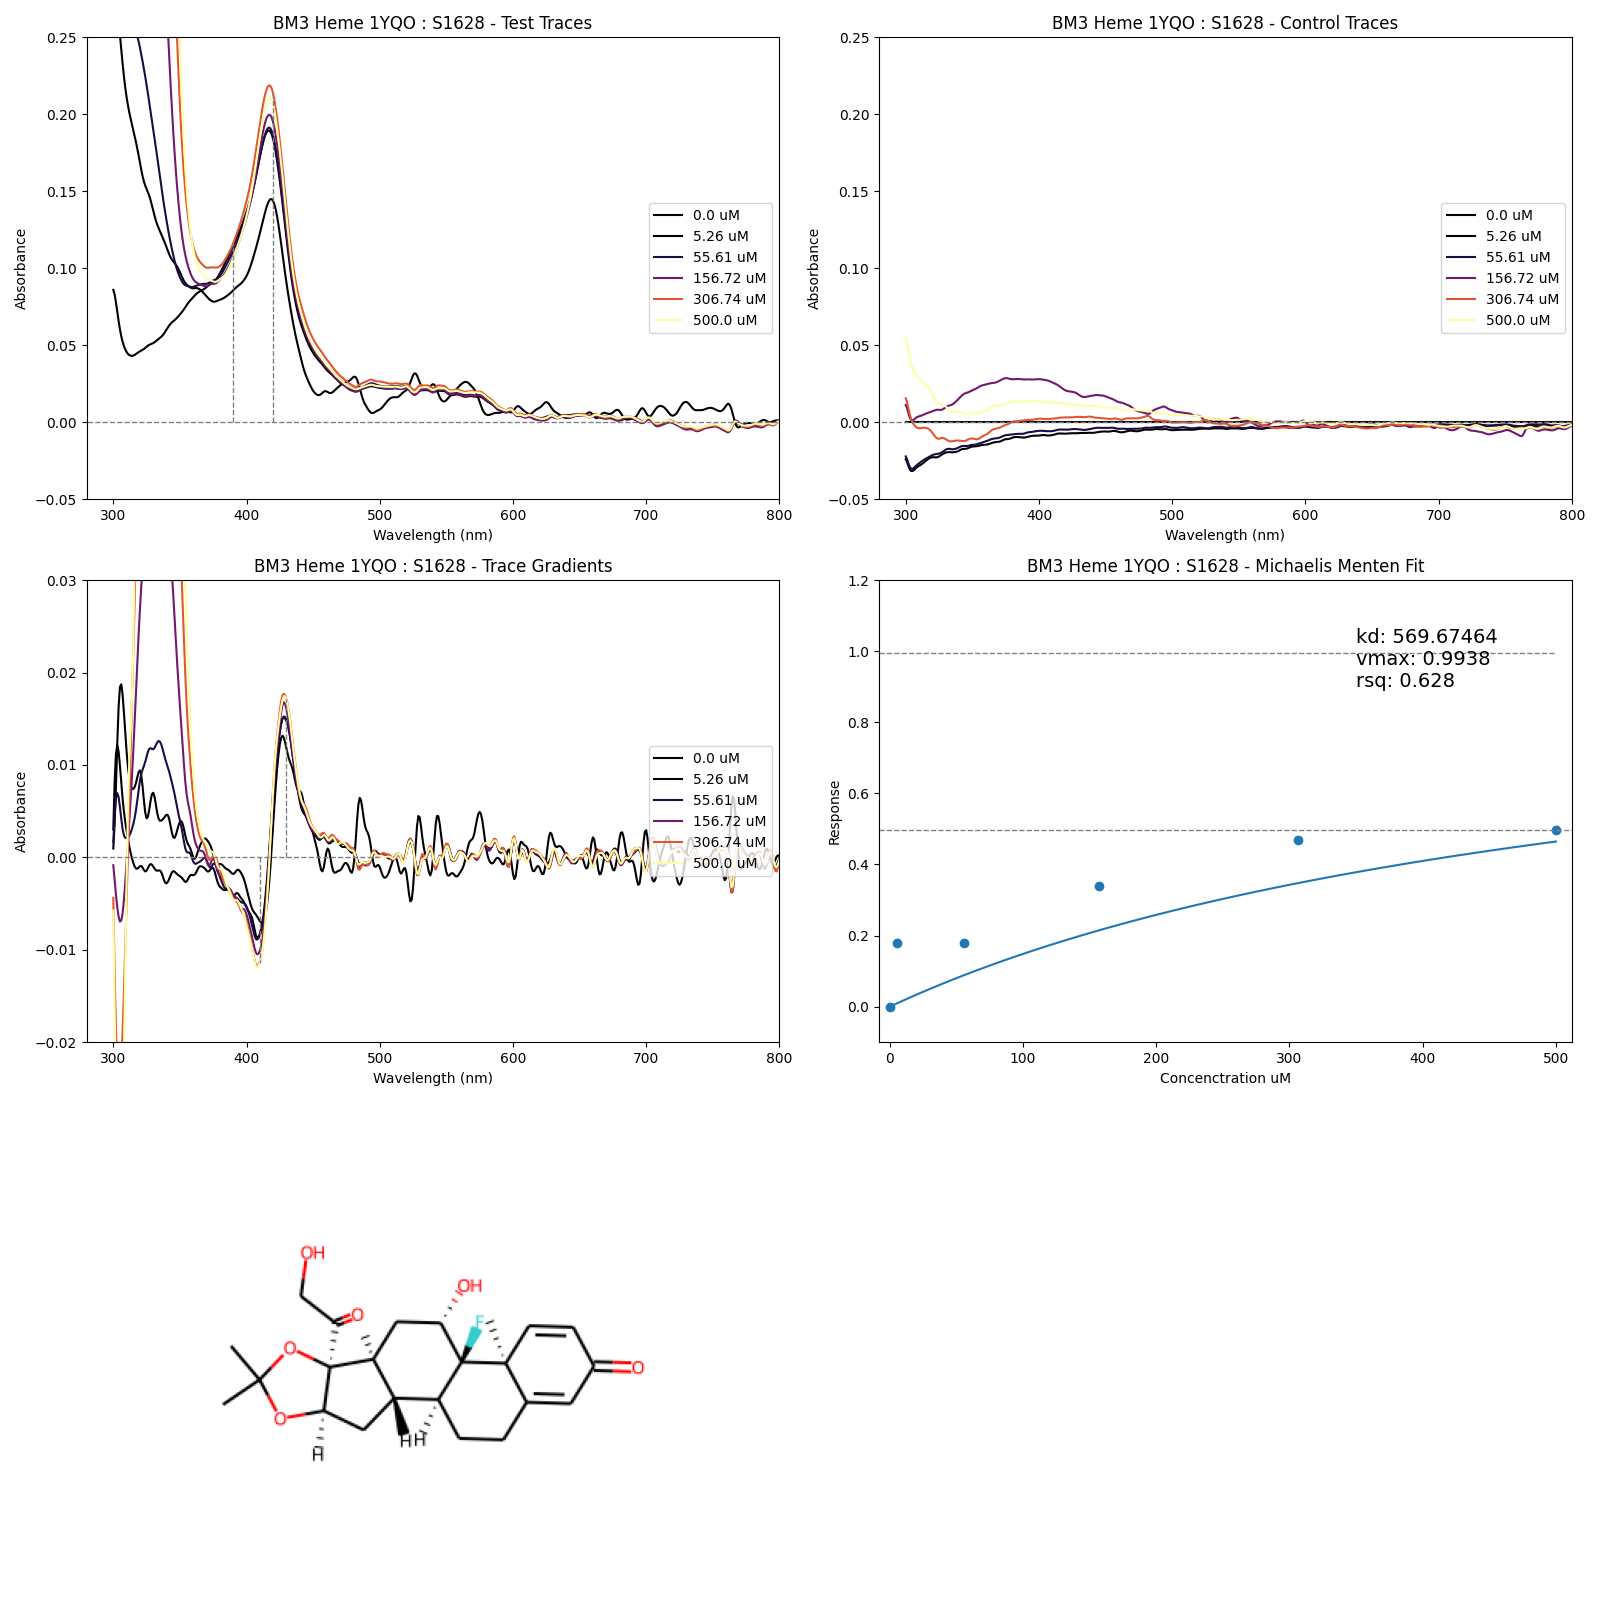 BM3 Heme 1YQO : S1628 - Test Traces
0.25
0.20
0.15
0.10
0.05
0.00
−0.05
Absorbance
300 400 500 600 700 800
Wavelength (nm)
0.0 uM
5.26 uM
55.61 uM
156.72 uM
306.74 uM
500.0 uM
BM3 Heme 1YQO : S1628 - Control Traces
0.25
0.20
0.15
0.10
0.05
0.00
−0.05
Absorbance
300 400 500 600 700 800
Wavelength (nm)
0.0 uM
5.26 uM
55.61 uM
156.72 uM
306.74 uM
500.0 uM
BM3 Heme 1YQO : S1628 - Trace Gradients
0.03
0.02
0.01
0.00
−0.01
−0.02
Absorbance
300 400 500 600 700 800
Wavelength (nm)
0.0 uM
5.26 uM
55.61 uM
156.72 uM
306.74 uM
500.0 uM
BM3 Heme 1YQO : S1628 - Michaelis Menten Fit
1.2
1.0
0.8
0.6
0.4
0.2
0.0
Response
0 100 200 300 400 500
Concenctration uM
kd: 569.67464
vmax: 0.9938
rsq: 0.628
OH
OH
O
F
O
O
O
H H
H